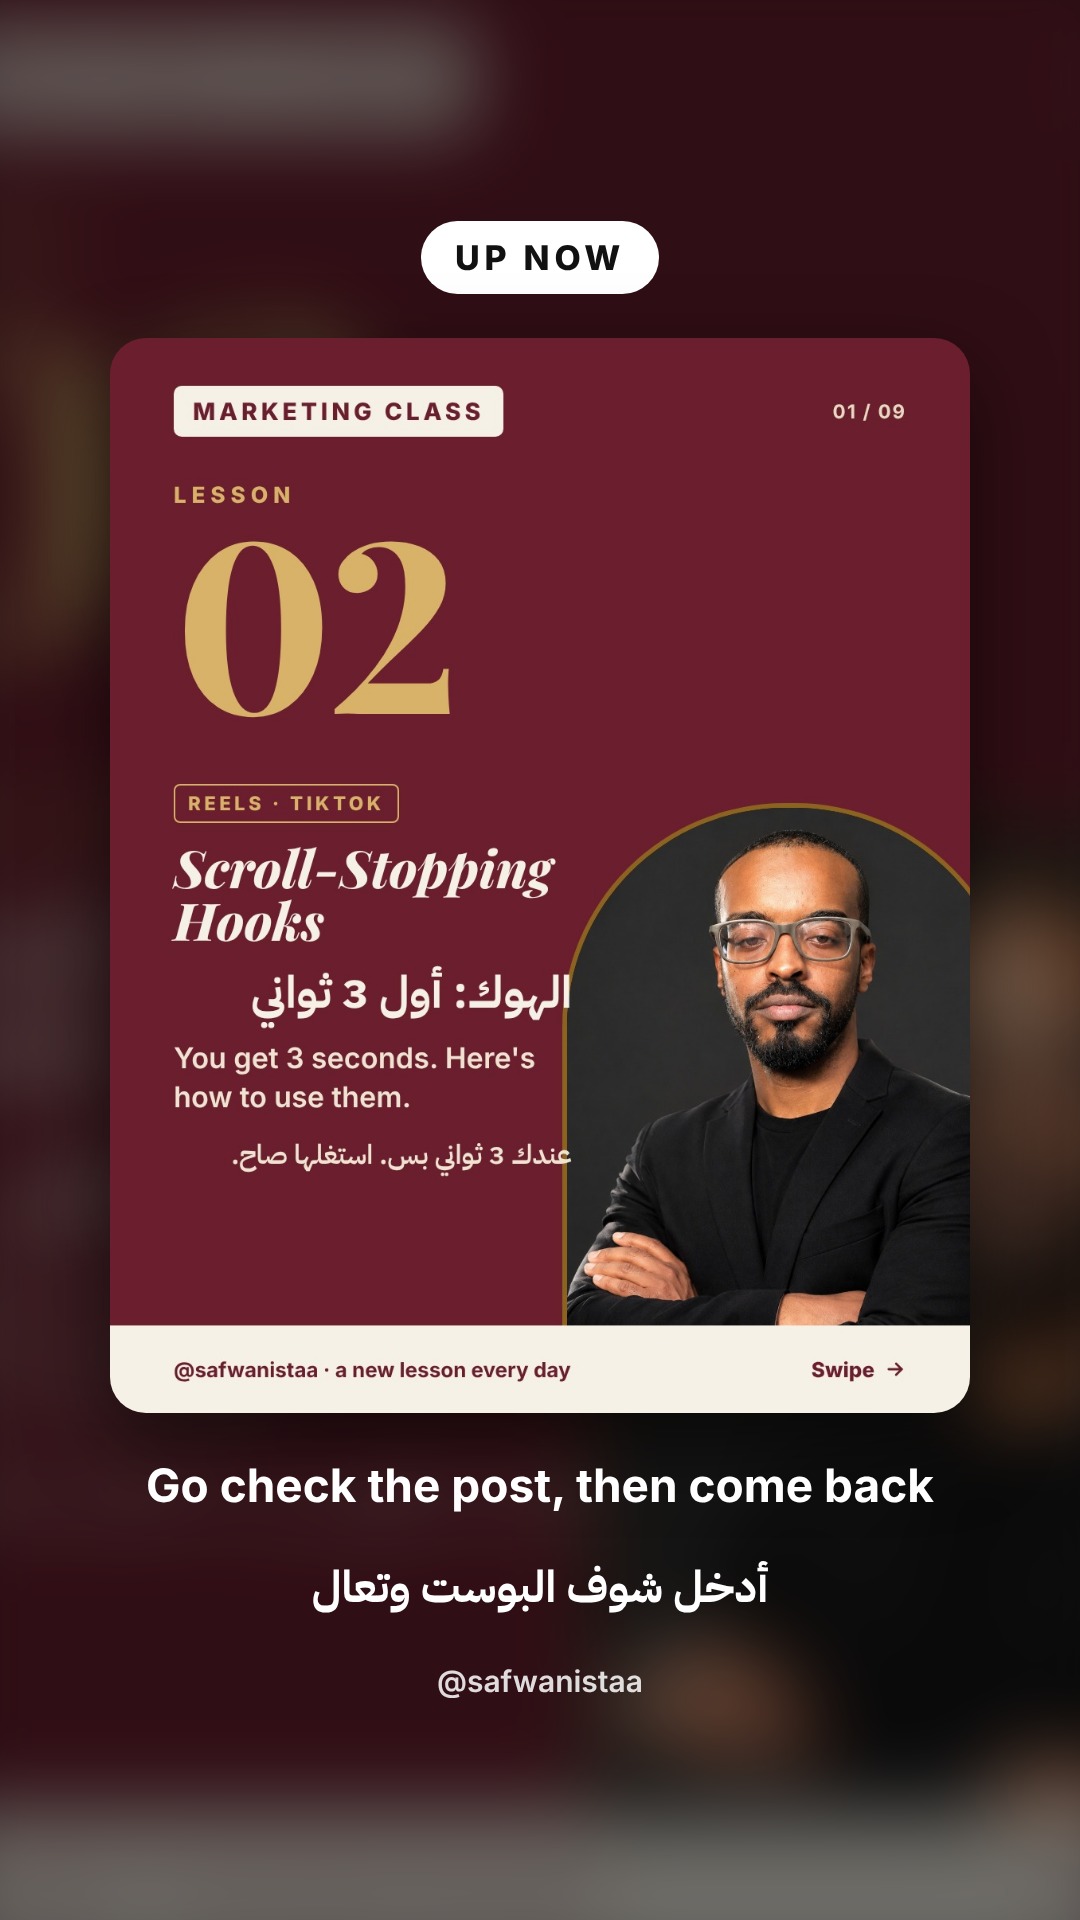 UP NOW
MARKETING CLASS
01 / 09
LESSON
02
REELS · TIKTOK
Scroll-Stopping
Hooks
الهوك: أول 3 ثواني
You get 3 seconds. Here's
how to use them.
عندك 3 ثواني بس. استغلها صاح.
@safwanistaa · a new lesson every day
Swipe →
Go check the post, then come back
أدخل شوف البوست وتعال
@safwanistaa